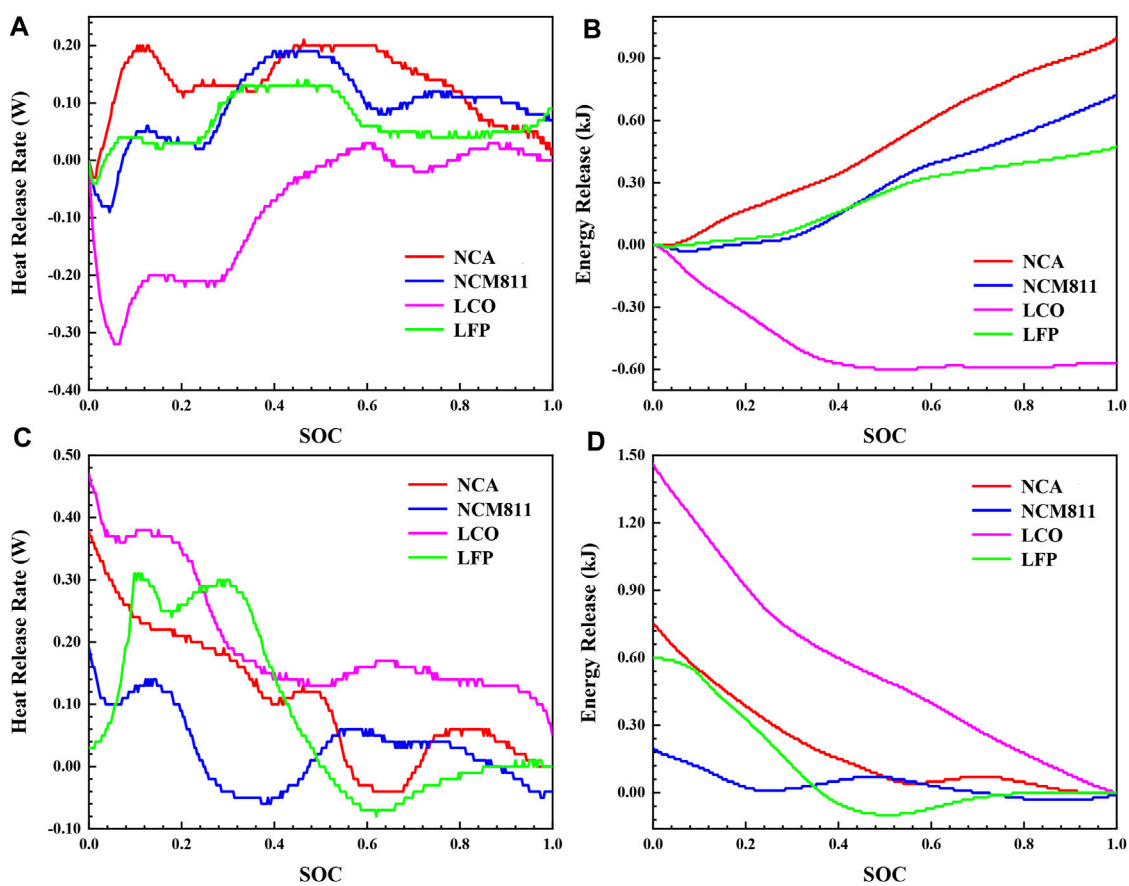 A
Heat Release Rate (W)
0.20
0.10
0.00
-0.10
-0.20
-0.30
-0.40
NCA
NCM811
LCO
LFP
0.0 0.2 0.4 0.6 0.8 1.0
SOC
B
Energy Release (kJ)
0.90
0.60
0.30
0.00
-0.30
-0.60
NCA
NCM811
LCO
LFP
0.0 0.2 0.4 0.6 0.8 1.0
SOC
C
Heat Release Rate (W)
0.50
0.40
0.30
0.20
0.10
0.00
-0.10
NCA
NCM811
LCO
LFP
0.0 0.2 0.4 0.6 0.8 1.0
SOC
D
Energy Release (kJ)
1.50
1.20
0.90
0.60
0.30
0.00
NCA
NCM811
LCO
LFP
0.0 0.2 0.4 0.6 0.8 1.0
SOC